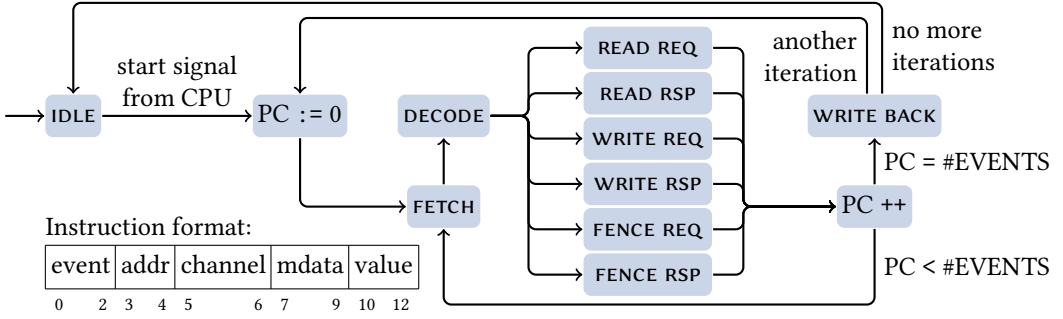 no more
iterations
another
iteration
start signal
from CPU
READ REQ
READ RSP
WRITE REQ
WRITE RSP
FENCE REQ
FENCE RSP
IDLE
PC := 0
DECODE
WRITE BACK
PC = #EVENTS
FETCH
PC ++
PC < #EVENTS
Instruction format:
event addr channel mdata value
0 2 3 4 5 6 7 9 10 12